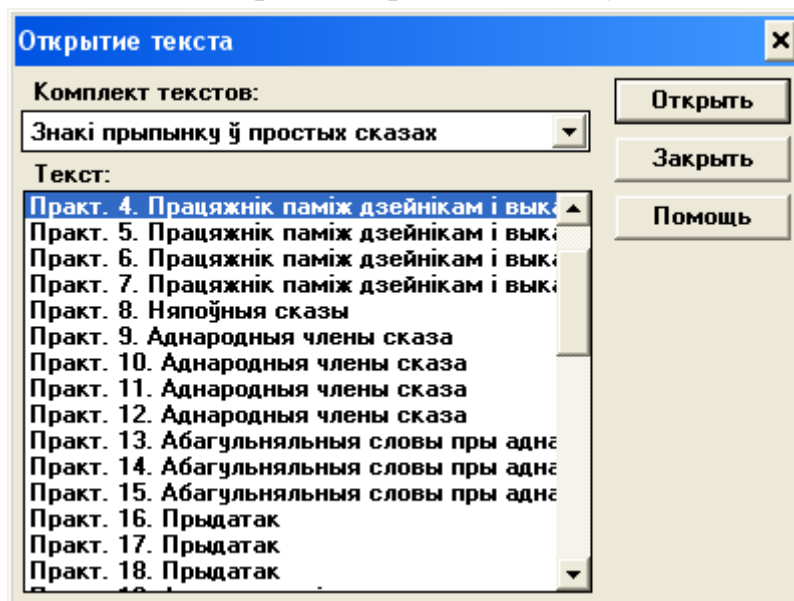 Открытие текста
Комплект текстов:
Знакі прыпынку ў простых сказах
Текст:
Практ. 4. Працяжнік паміж дзейнікам і вык
Практ. 5. Працяжнік паміж дзейнікам і вык
Практ. 6. Працяжнік паміж дзейнікам і вык
Практ. 7. Працяжнік паміж дзейнікам і вык
Практ. 8. Няпоўныя сказы
Практ. 9. Аднародныя члены сказа
Практ. 10. Аднародныя члены сказа
Практ. 11. Аднародныя члены сказа
Практ. 12. Аднародныя члены сказа
Практ. 13. Абагульняльныя словы пры адна
Практ. 14. Абагульняльныя словы пры адна
Практ. 15. Абагульняльныя словы пры адна
Практ. 16. Прыдатак
Практ. 17. Прыдатак
Практ. 18. Прыдатак
Открыть
Закрыть
Помощь